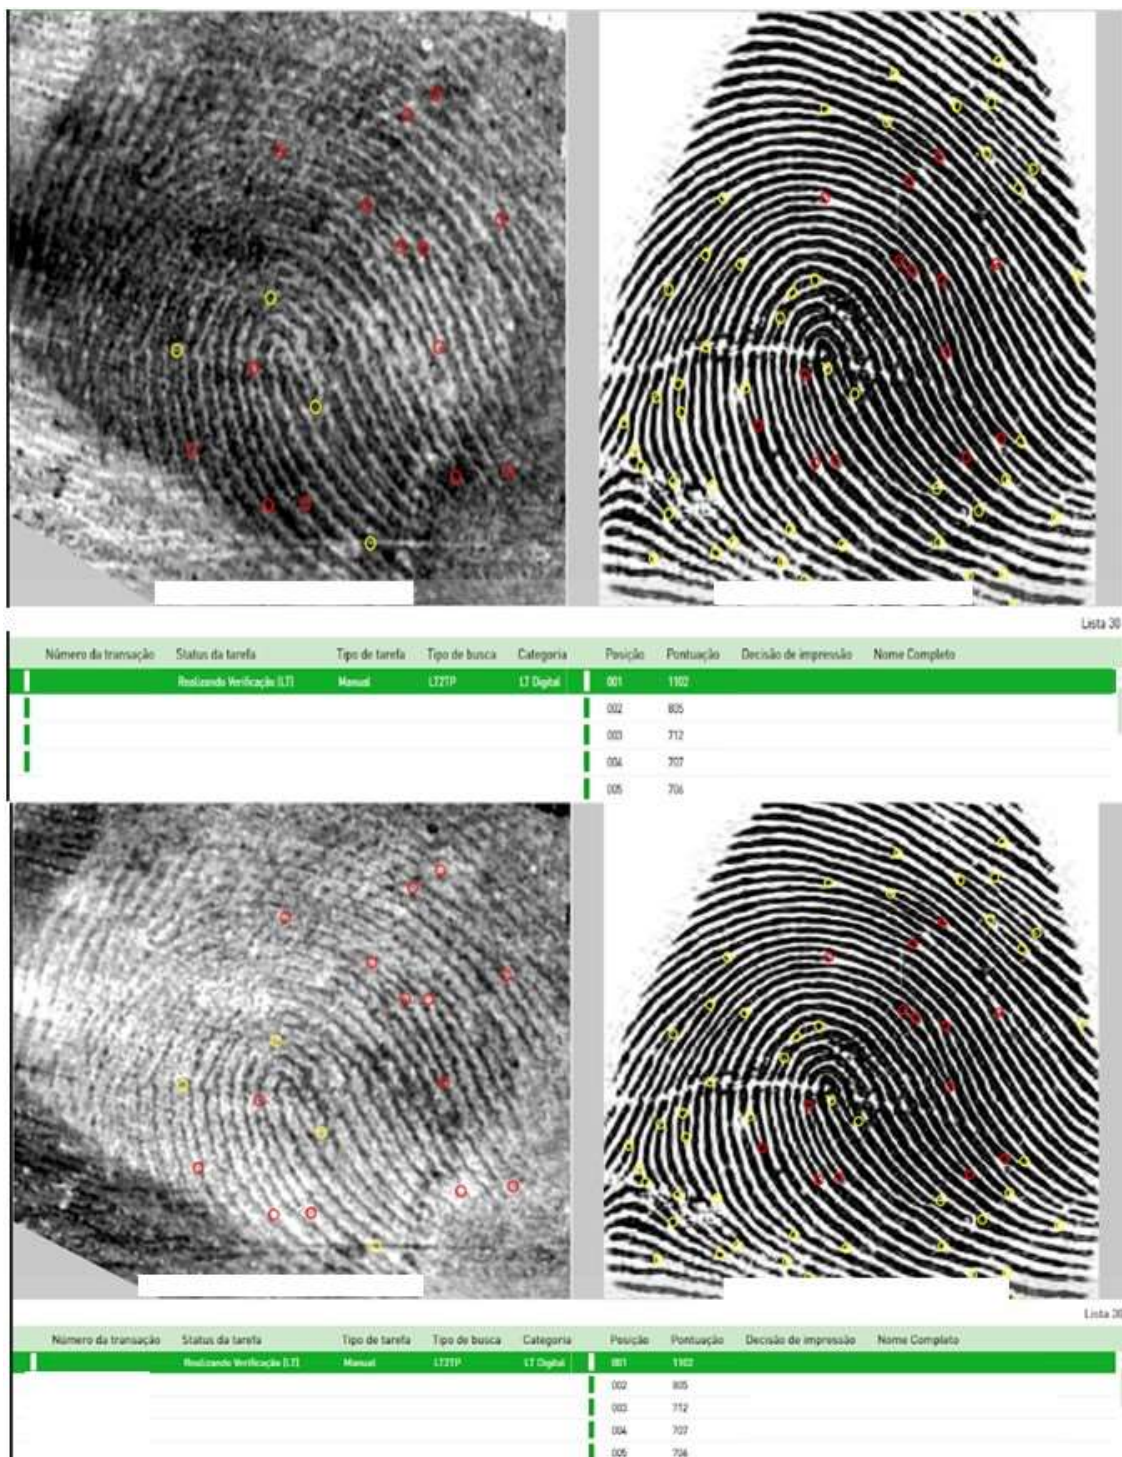 Lista 30
Número da transação Status da tarefa Tipo de tarefa Tipo de busca Categoria Posição Pontuação Decisão de impressão Nome Completo
Realizando Verificação (LT) Manual LT2TP LT Digital 001 1102
002 805
003 712
004 707
005 706
Lista 30
Número da transação Status da tarefa Tipo de tarefa Tipo de busca Categoria Posição Pontuação Decisão de impressão Nome Completo
Realizando Verificação (LT) Manual LT2TP LT Digital 001 1102
002 805
003 712
004 707
005 706